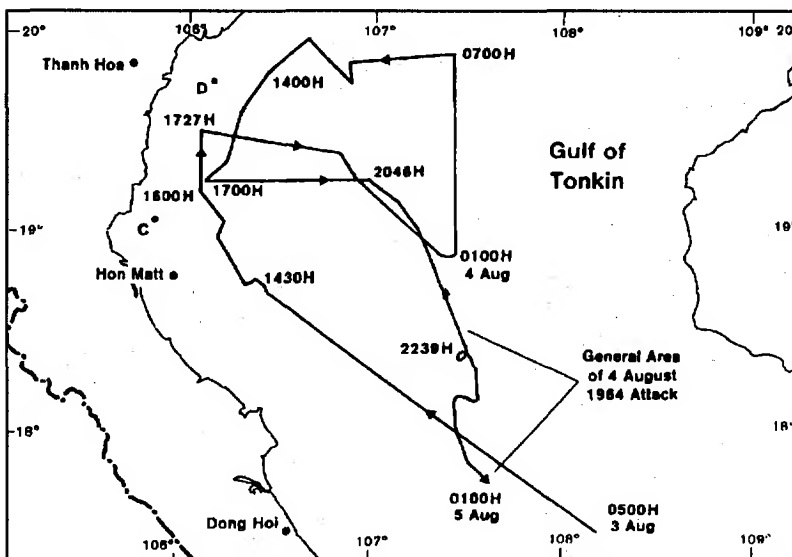 20°
106°
107°
108°
109°
20
Thanh Hoa
D
0700H
1400H
1727H
Gulf of
Tonkin
2046H
1700H
1600H
19°
C
19°
0100H
4 Aug
Hon Matt
1430H
2239H
General Area
of 4 August
1964 Attack
18°
18°
0100H
5 Aug
0500H
3 Aug
Dong Hoi
106°
107°
108°
109°